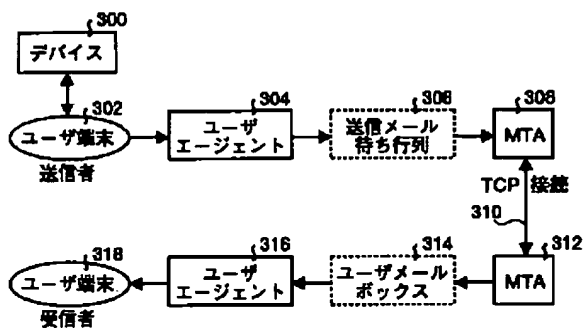 300
デバイス
302
ユーザ端末
送信者
304
ユーザ
エージェント
306
送信メール
待ち行列
308
MTA
TCP 接続
310
312
MTA
314
ユーザメール
ボックス
316
ユーザ
エージェント
318
ユーザ端末
受信者